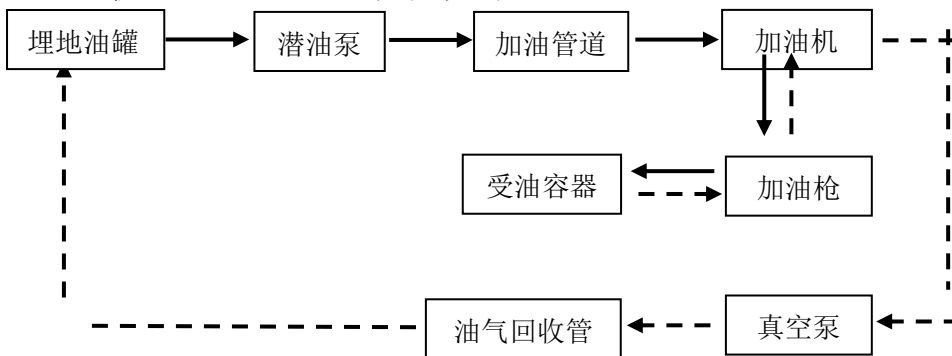 埋地油罐
潜油泵
加油管道
加油机
受油容器
加油枪
油气回收管
真空泵